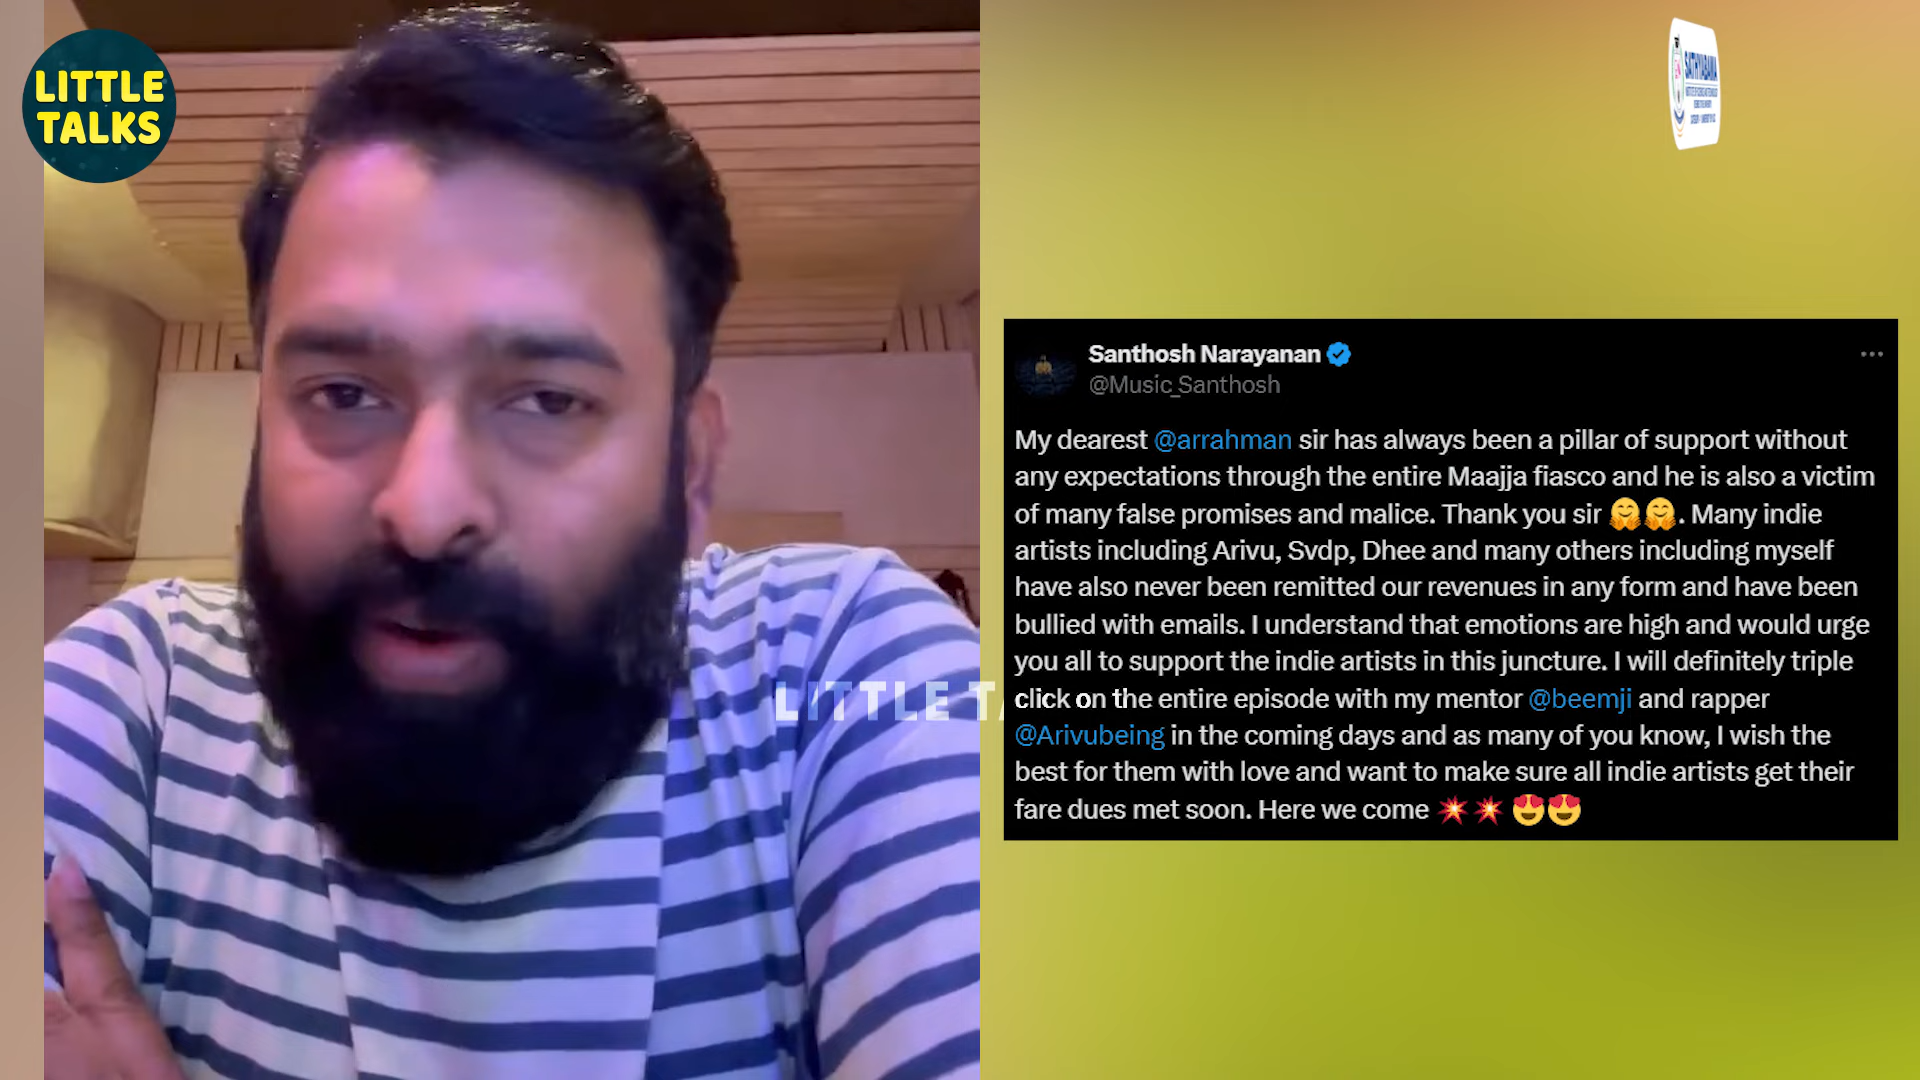 LITTLE
TALKS
SATHYABAMA
Santhosh Narayanan
@Music_Santhosh
My dearest @arrahman sir has always been a pillar of support without
any expectations through the entire Maajja fiasco and he is also a victim
of many false promises and malice. Thank you sir 🤗🤗. Many indie
artists including Arivu, Svdp, Dhee and many others including myself
have also never been remitted our revenues in any form and have been
bullied with emails. I understand that emotions are high and would urge
you all to support the indie artists in this juncture. I will definitely triple
click on the entire episode with my mentor @beemji and rapper
@Arivubeing in the coming days and as many of you know, I wish the
best for them with love and want to make sure all indie artists get their
fare dues met soon. Here we come 💥💥 😍😍
LITTLE TA